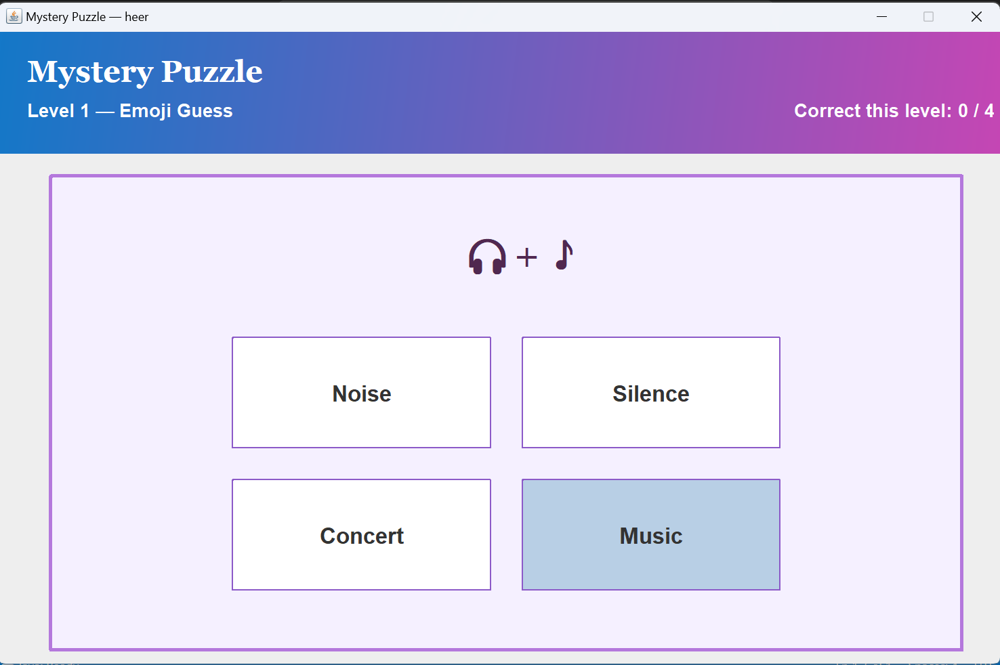 Mystery Puzzle — heer
Mystery Puzzle
Level 1 — Emoji Guess
Correct this level: 0 / 4
+
Noise
Silence
Concert
Music